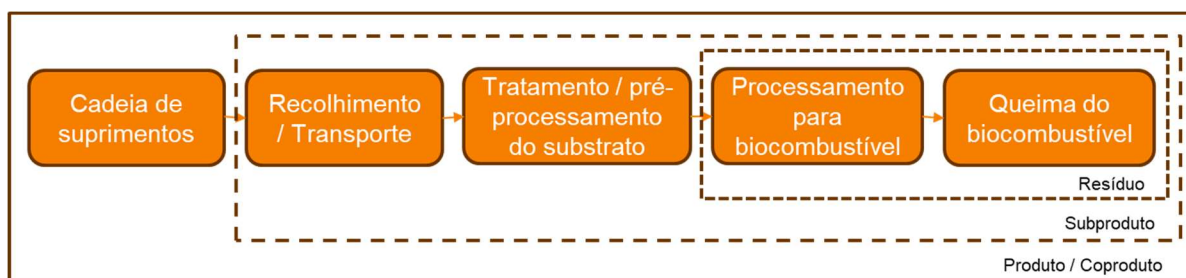 Cadeia de
suprimentos
Recolhimento
/ Transporte
Tratamento / pré-
processamento
do substrato
Processamento
para
biocombustível
Queima do
biocombustível
Resíduo
Subproduto
Produto / Coproduto